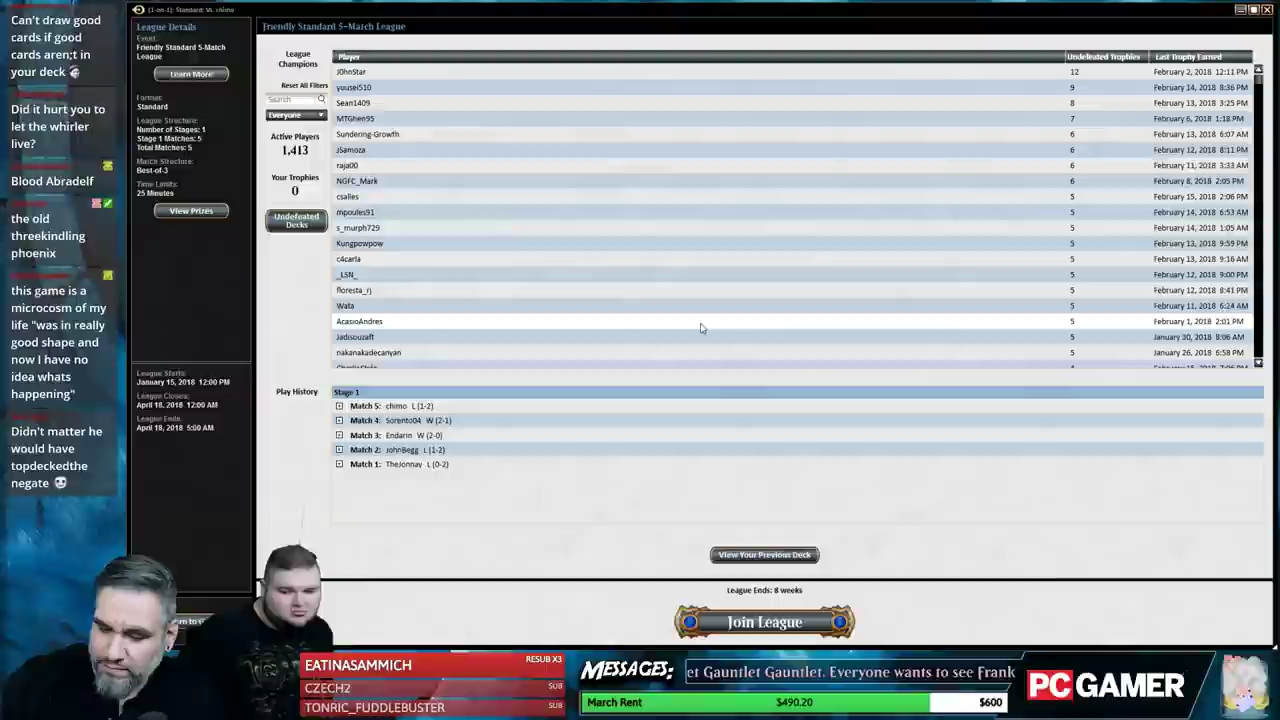 Can't draw good
cards if good
cards aren't in
your deck
Did it hurt you to
let the whirler
live?
Blood Abrard
the old
threekindling
phoenix
this game is a
microcosm of my
life "was in really
good shape and
now I have no
idea whats
happening"
Didn't matter he
would have
topdeckedthe
negate
(1-on-1): Standard: Vs. chimo
League Details
Event:
Friendly Standard 5-Match
League
Learn More
Format:
Standard
League Structure:
Number of Stages: 1
Stage 1 Matches: 5
Total Matches: 5
Match Structure:
Best-of-3
Time Limits:
25 Minutes
View Prizes
League Starts:
January 15, 2018 12:00 PM
League Closes:
April 18, 2018 12:00 AM
League Ends:
April 18, 2018 5:00 AM
Friendly Standard 5-Match League
League
Champions
Reset All Filters
Search
Everyone
Active Players
1,413
Your Trophies
0
Undefeated
Decks
Player Undefeated Trophies Last Trophy Earned
J0hnStar 12 February 2, 2018 12:11 PM
yuusei510 9 February 14, 2018 8:36 PM
Sean1409 8 February 13, 2018 3:25 PM
MTGhen95 7 February 6, 2018 1:18 PM
Sundering-Growth 6 February 13, 2018 6:07 AM
JSamoza 6 February 12, 2018 8:11 PM
raja00 6 February 11, 2018 3:33 AM
NGFC_Mark 6 February 8, 2018 2:05 PM
csalles 5 February 15, 2018 2:06 PM
mpoules91 5 February 14, 2018 6:53 AM
s_murph729 5 February 14, 2018 1:05 AM
Kungpowpow 5 February 13, 2018 9:59 PM
c4carla 5 February 13, 2018 9:16 AM
_LSN_ 5 February 12, 2018 9:00 PM
floresta_rj 5 February 12, 2018 8:41 PM
Wata 5 February 11, 2018 6:24 AM
AcasioAndres 5 February 1, 2018 2:01 PM
Jadisouzaft 5 January 30, 2018 8:06 AM
nakanakadecanyan 5 January 26, 2018 6:58 PM
Play History
Stage 1
Match 5: chimo L (1-2)
Match 4: Sorento04 W (2-1)
Match 3: Endarin W (2-0)
Match 2: JohnBegg L (1-2)
Match 1: TheJonnay L (0-2)
View Your Previous Deck
League Ends: 8 weeks
Join League
EATINASAMMICH RESUB X3
CZECH2 SUB
TONRIC_FUDDLEBUSTER SUB
MESSAGES:
er Gauntlet Gauntlet. Everyone wants to see Frank
March Rent $490.20 $600
PC GAMER